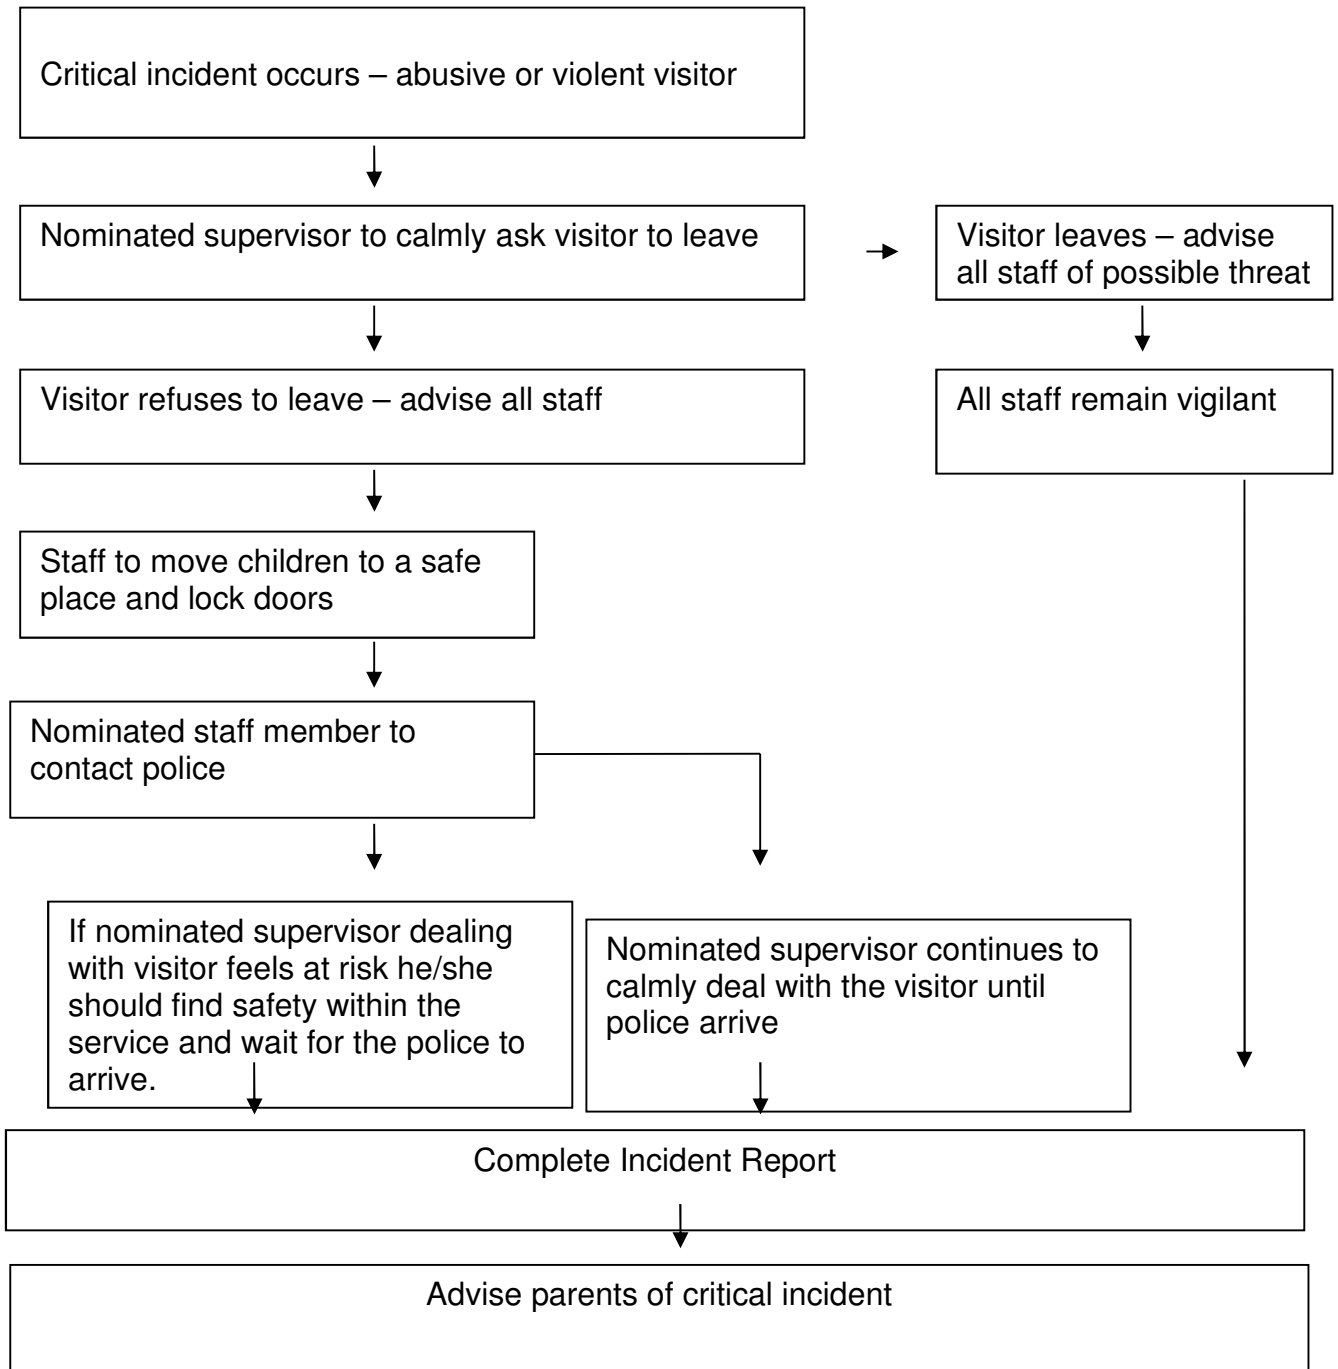 Critical incident occurs – abusive or violent visitor
Nominated supervisor to calmly ask visitor to leave
Visitor leaves – advise
all staff of possible threat
Visitor refuses to leave – advise all staff
All staff remain vigilant
Staff to move children to a safe
place and lock doors
Nominated staff member to
contact police
If nominated supervisor dealing
with visitor feels at risk he/she
should find safety within the
service and wait for the police to
arrive.
Nominated supervisor continues to
calmly deal with the visitor until
police arrive
Complete Incident Report
Advise parents of critical incident